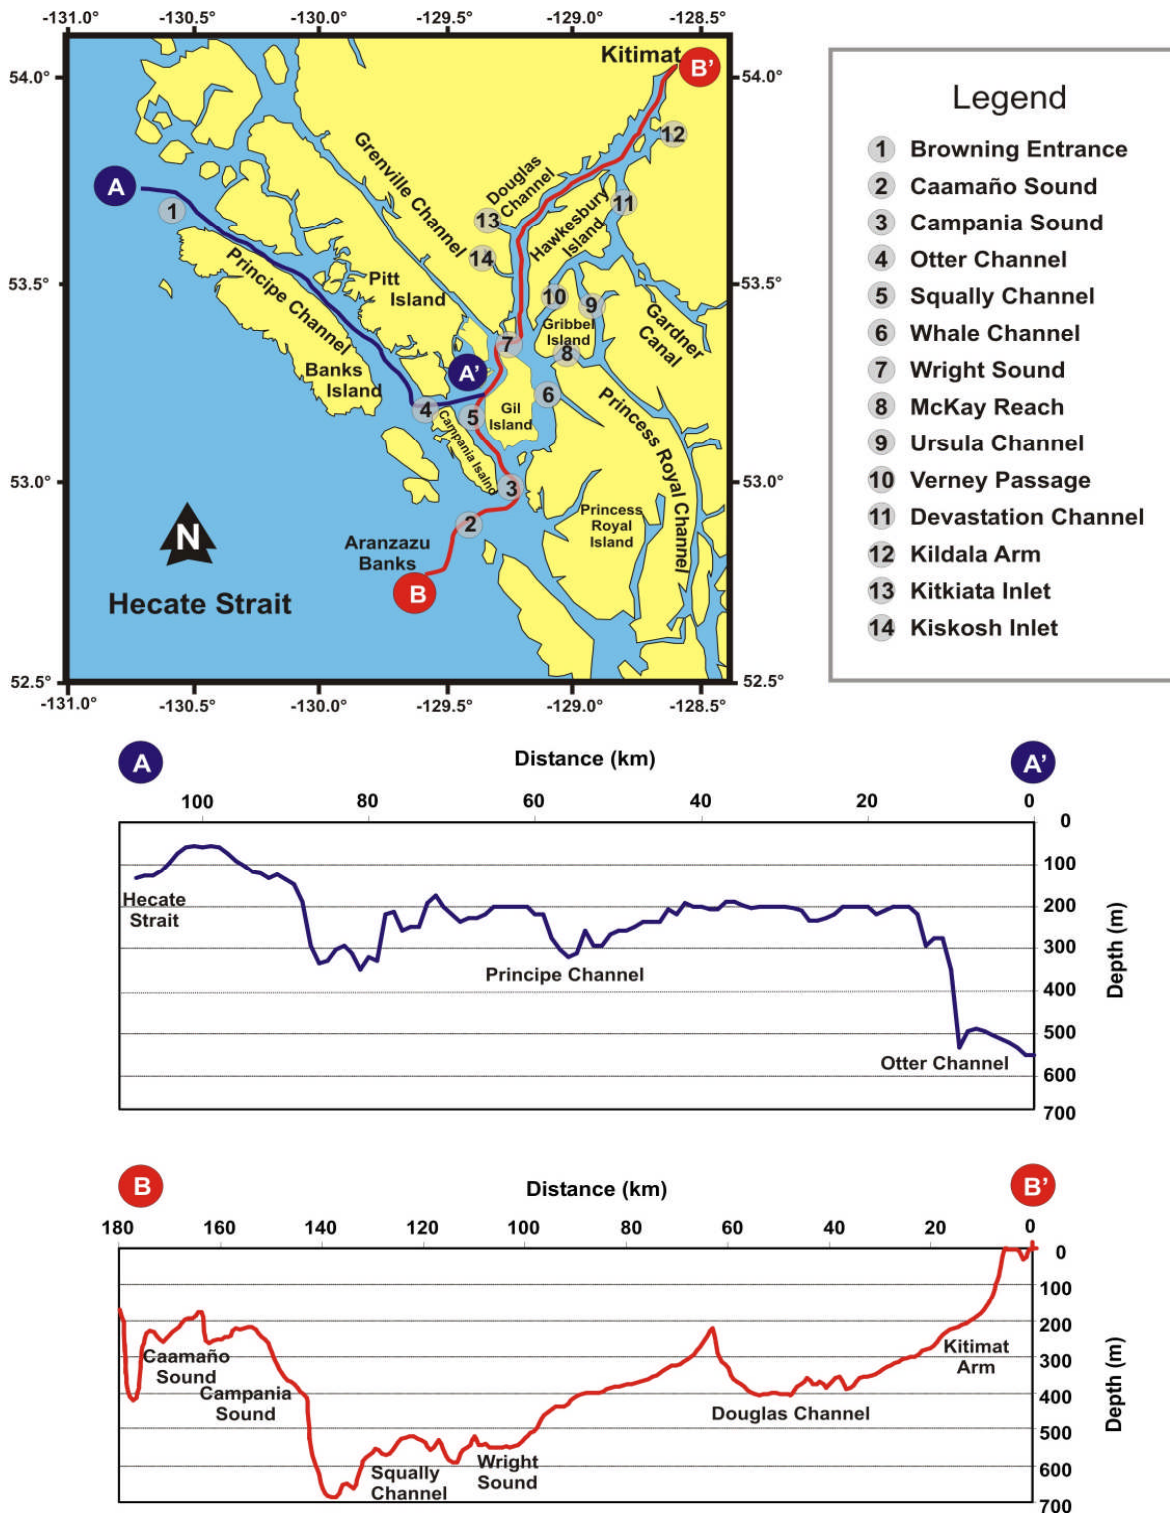 -131.0° -130.5° -130.0° -129.5° -129.0° -128.5°
54.0° 54.0°
53.5° 53.5°
53.0° 53.0°
52.5° 52.5°
-131.0° -130.5° -130.0° -129.5° -129.0° -128.5°
Kitimat
B'
12
A
1
Grenville Channel
Douglas
Channel
13
14
Hawkesbury
Island
11
Principe Channel
Pitt
Island
10
9
Gribbel
Island
8
Gardner
Canal
7
Banks
Island
A'
4
5
Gil
Island
6
Campania Isalnd
Princess Royal Channel
3
2
Princess
Royal
Island
Aranzazu
Banks
B
N
Hecate Strait
Legend
1 Browning Entrance
2 Caamaño Sound
3 Campania Sound
4 Otter Channel
5 Squally Channel
6 Whale Channel
7 Wright Sound
8 McKay Reach
9 Ursula Channel
10 Verney Passage
11 Devastation Channel
12 Kildala Arm
13 Kitkiata Inlet
14 Kiskosh Inlet
A Distance (km) A'
100 80 60 40 20 0
0
100
200
300
400
500
600
700
Depth (m)
Hecate
Strait
Principe Channel
Otter Channel
B Distance (km) B'
180 160 140 120 100 80 60 40 20 0
0
100
200
300
400
500
600
700
Depth (m)
Caamaño
Sound
Campania
Sound
Squally
Channel
Wright
Sound
Douglas Channel
Kitimat
Arm